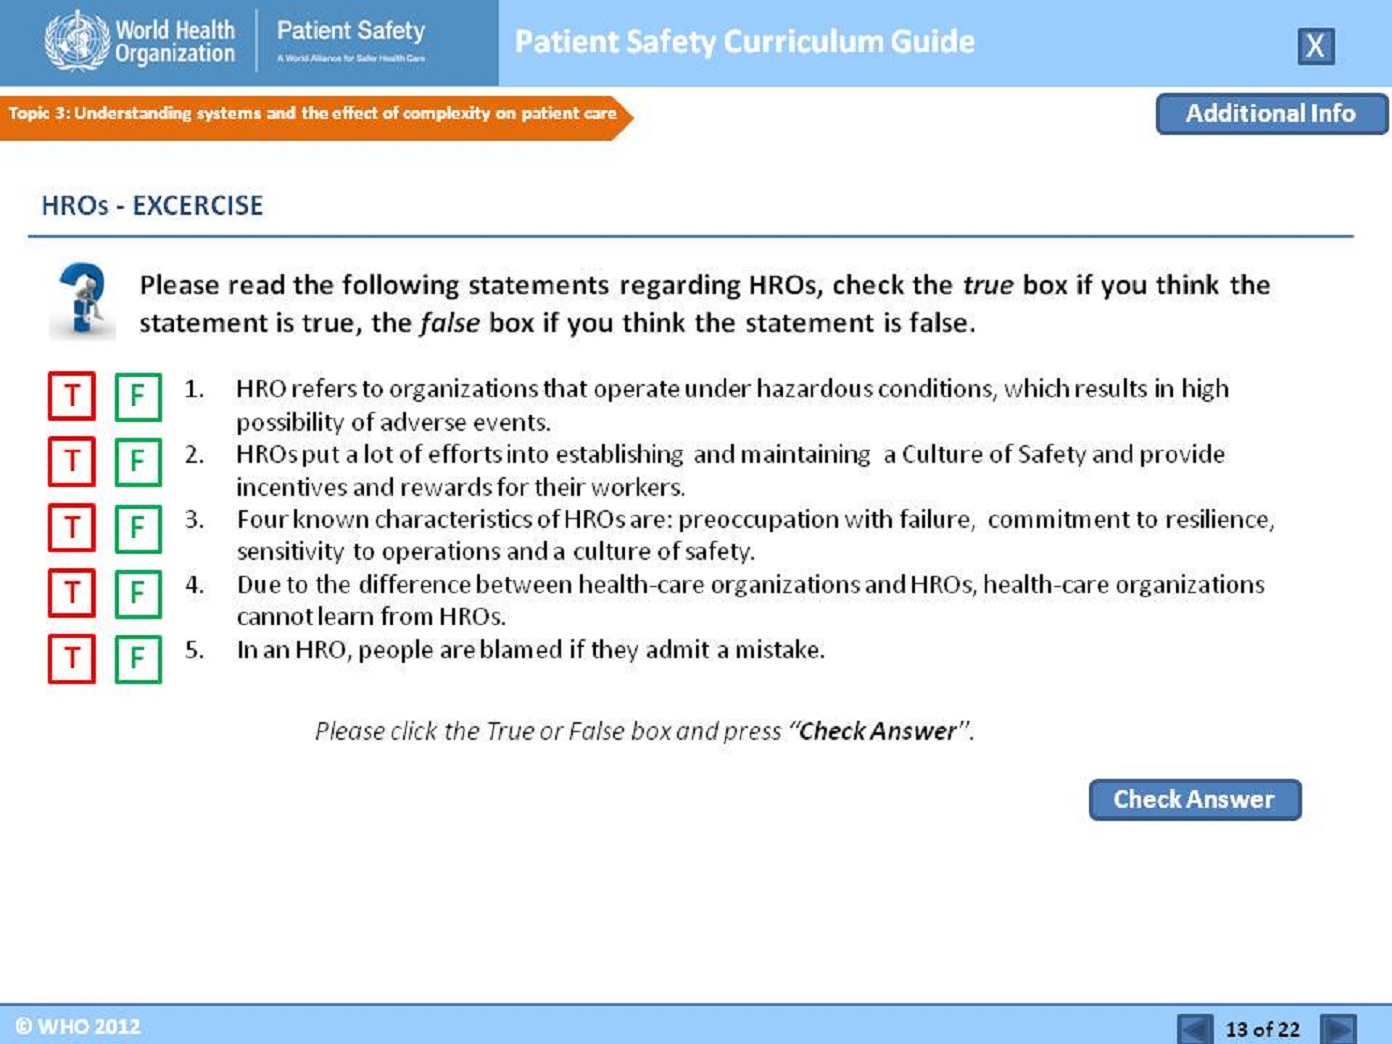 World Health
Organization
Patient Safety
A World Alliance for Safer Health Care
Patient Safety Curriculum Guide
X
Topic 3: Understanding systems and the effect of complexity on patient care
Additional Info
HROs - EXCERCISE
Please read the following statements regarding HROs, check the true box if you think the
statement is true, the false box if you think the statement is false.
T F 1. HRO refers to organizations that operate under hazardous conditions, which results in high
possibility of adverse events.
T F 2. HROs put a lot of efforts into establishing and maintaining a Culture of Safety and provide
incentives and rewards for their workers.
T F 3. Four known characteristics of HROs are: preoccupation with failure, commitment to resilience,
sensitivity to operations and a culture of safety.
T F 4. Due to the difference between health-care organizations and HROs, health-care organizations
cannot learn from HROs.
T F 5. In an HRO, people are blamed if they admit a mistake.
Please click the True or False box and press “Check Answer”.
Check Answer
© WHO 2012
13 of 22